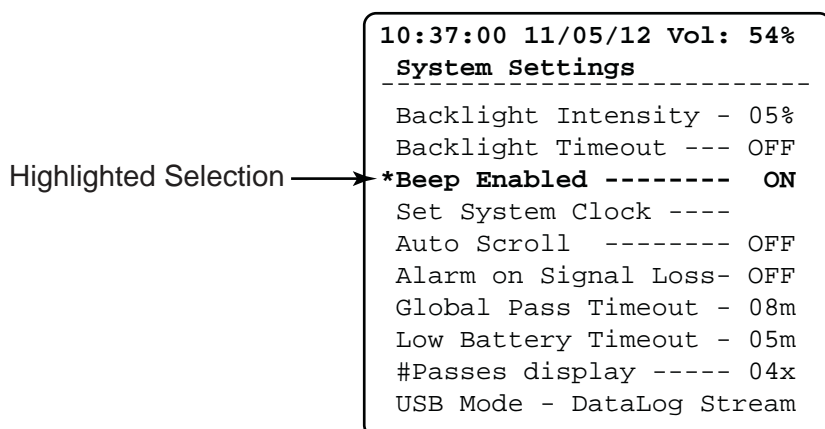 10:37:00 11/05/12 Vol: 54%
System Settings
---------------------------
Backlight Intensity - 05%
Backlight Timeout --- OFF
Highlighted Selection
*Beep Enabled -------- ON
Set System Clock ----
Auto Scroll -------- OFF
Alarm on Signal Loss- OFF
Global Pass Timeout - 08m
Low Battery Timeout - 05m
#Passes display ----- 04x
USB Mode - DataLog Stream